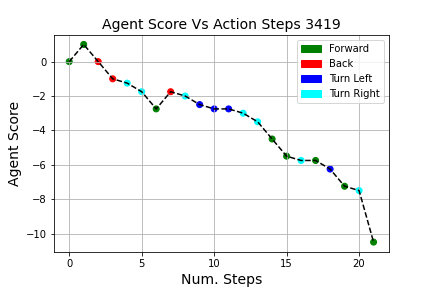 Agent Score Vs Action Steps 3419
Forward
Back
Turn Left
Turn Right
Agent Score
0
−2
−4
−6
−8
−10
0 5 10 15 20
Num. Steps